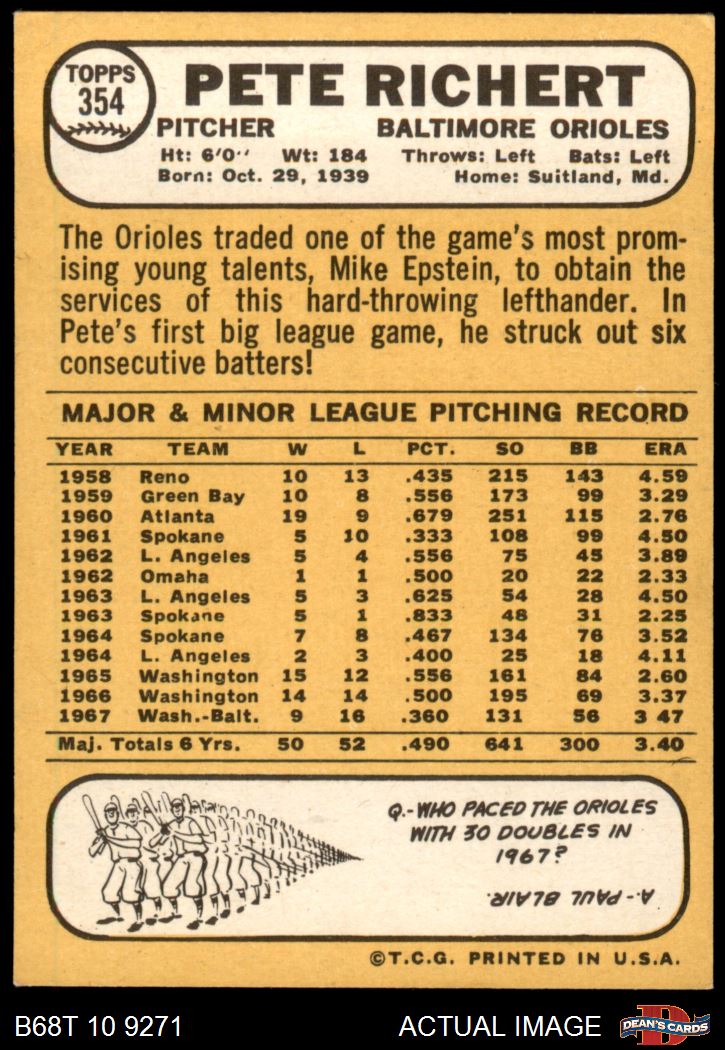 TOPPS
354
PETE RICHERT
PITCHER BALTIMORE ORIOLES
Ht: 6'0" Wt: 184 Throws: Left Bats: Left
Born: Oct. 29, 1939 Home: Suitland, Md.
The Orioles traded one of the game's most prom-
ising young talents, Mike Epstein, to obtain the
services of this hard-throwing lefthander. In
Pete's first big league game, he struck out six
consecutive batters!
MAJOR & MINOR LEAGUE PITCHING RECORD
YEAR TEAM W L PCT. SO BB ERA
1958 Reno 10 13 .435 215 143 4.59
1959 Green Bay 10 8 .556 173 99 3.29
1960 Atlanta 19 9 .679 251 115 2.76
1961 Spokane 5 10 .333 108 99 4.50
1962 L. Angeles 5 4 .556 75 45 3.89
1962 Omaha 1 1 .500 20 22 2.33
1963 L. Angeles 5 3 .625 54 28 4.50
1963 Spokane 5 1 .833 48 31 2.25
1964 Spokane 7 8 .467 134 76 3.52
1964 L. Angeles 2 3 .400 25 18 4.11
1965 Washington 15 12 .556 161 84 2.60
1966 Washington 14 14 .500 195 69 3.37
1967 Wash.-Balt. 9 16 .360 131 56 3 47
Maj. Totals 6 Yrs. 50 52 .490 641 300 3.40
Q.-WHO PACED THE ORIOLES
WITH 30 DOUBLES IN
1967?
A.-PAUL BLAIR.
©T.C.G. PRINTED IN U.S.A.
B68T 10 9271 ACTUAL IMAGE D DEAN'S CARDS